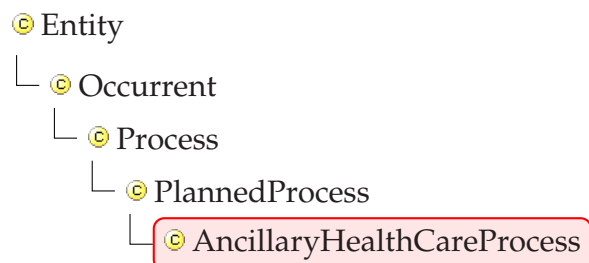 Entity
Occurrent
Process
PlannedProcess
AncillaryHealthCareProcess